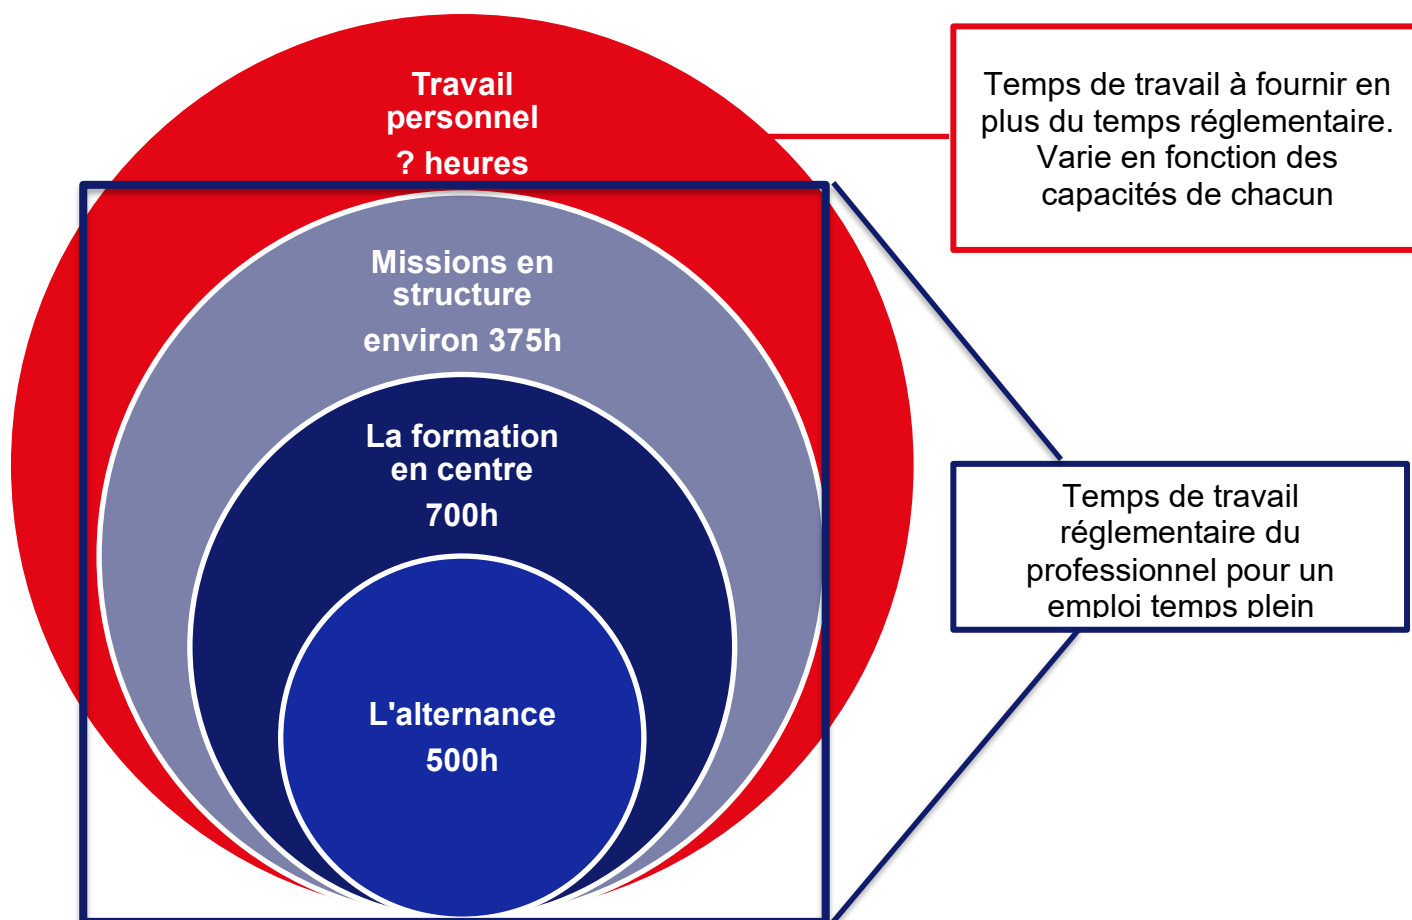 Travail
personnel
? heures
Missions en
structure
environ 375h
La formation
en centre
700h
L'alternance
500h
Temps de travail à fournir en
plus du temps réglementaire.
Varie en fonction des
capacités de chacun
Temps de travail
réglementaire du
professionnel pour un
emploi temps plein